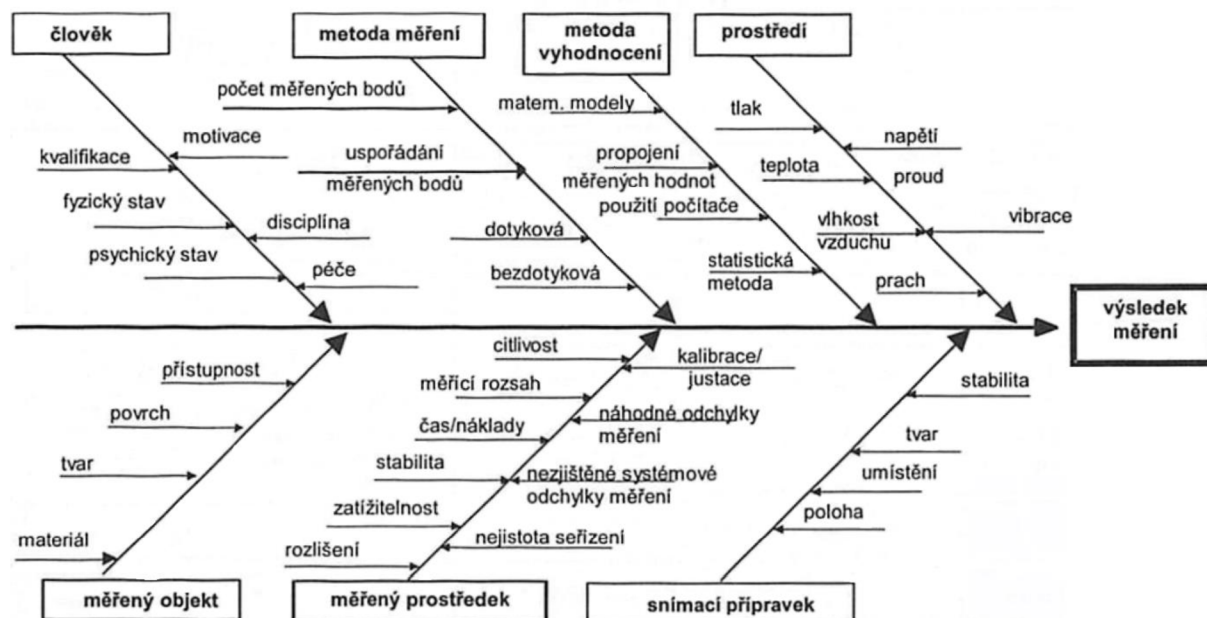 člověk
metoda měření
metoda
vyhodnocení
prostředí
počet měřených bodů
matem. modely
tlak
napětí
motivace
kvalifikace
uspořádání
měřených bodů
propojení
měřených hodnot
teplota
proud
fyzický stav
disciplína
dotyková
použití počítače
vlhkost
vzduchu
vibrace
psychický stav
péče
bezdotyková
statistická
metoda
prach
výsledek
měření
přístupnost
citlivost
kalibrace/
justace
stabilita
měřící rozsah
povrch
čas/náklady
náhodné odchylky
měření
tvar
tvar
stabilita
nezjištěné systémové
odchylky měření
umístění
zatížitelnost
poloha
materiál
rozlišení
nejistota seřízení
měřený objekt
měřený prostředek
snímací přípravek